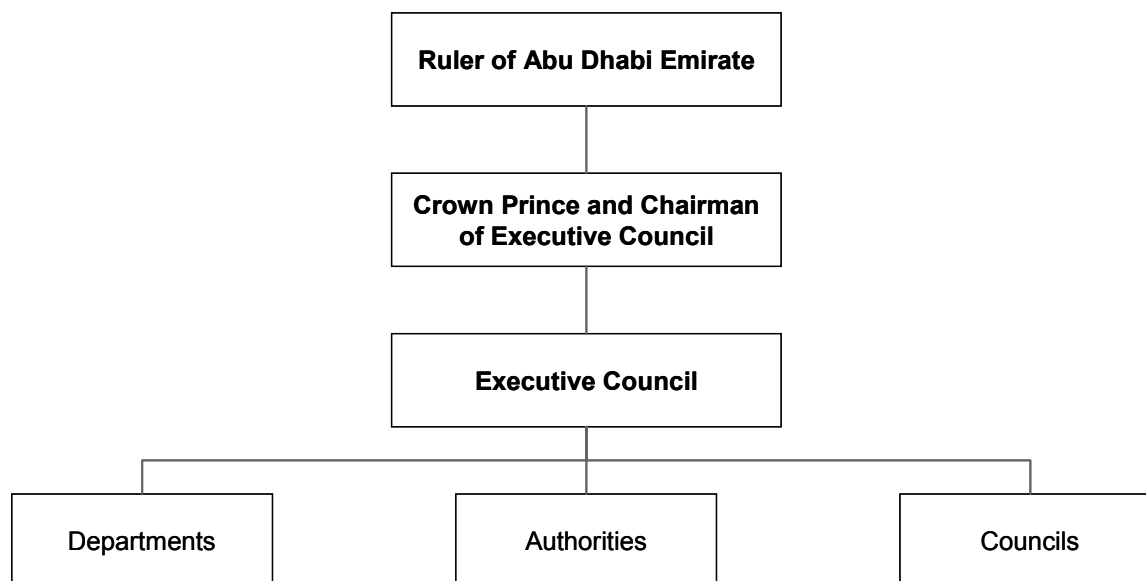 Ruler of Abu Dhabi Emirate
Crown Prince and Chairman
of Executive Council
Executive Council
Departments
Authorities
Councils